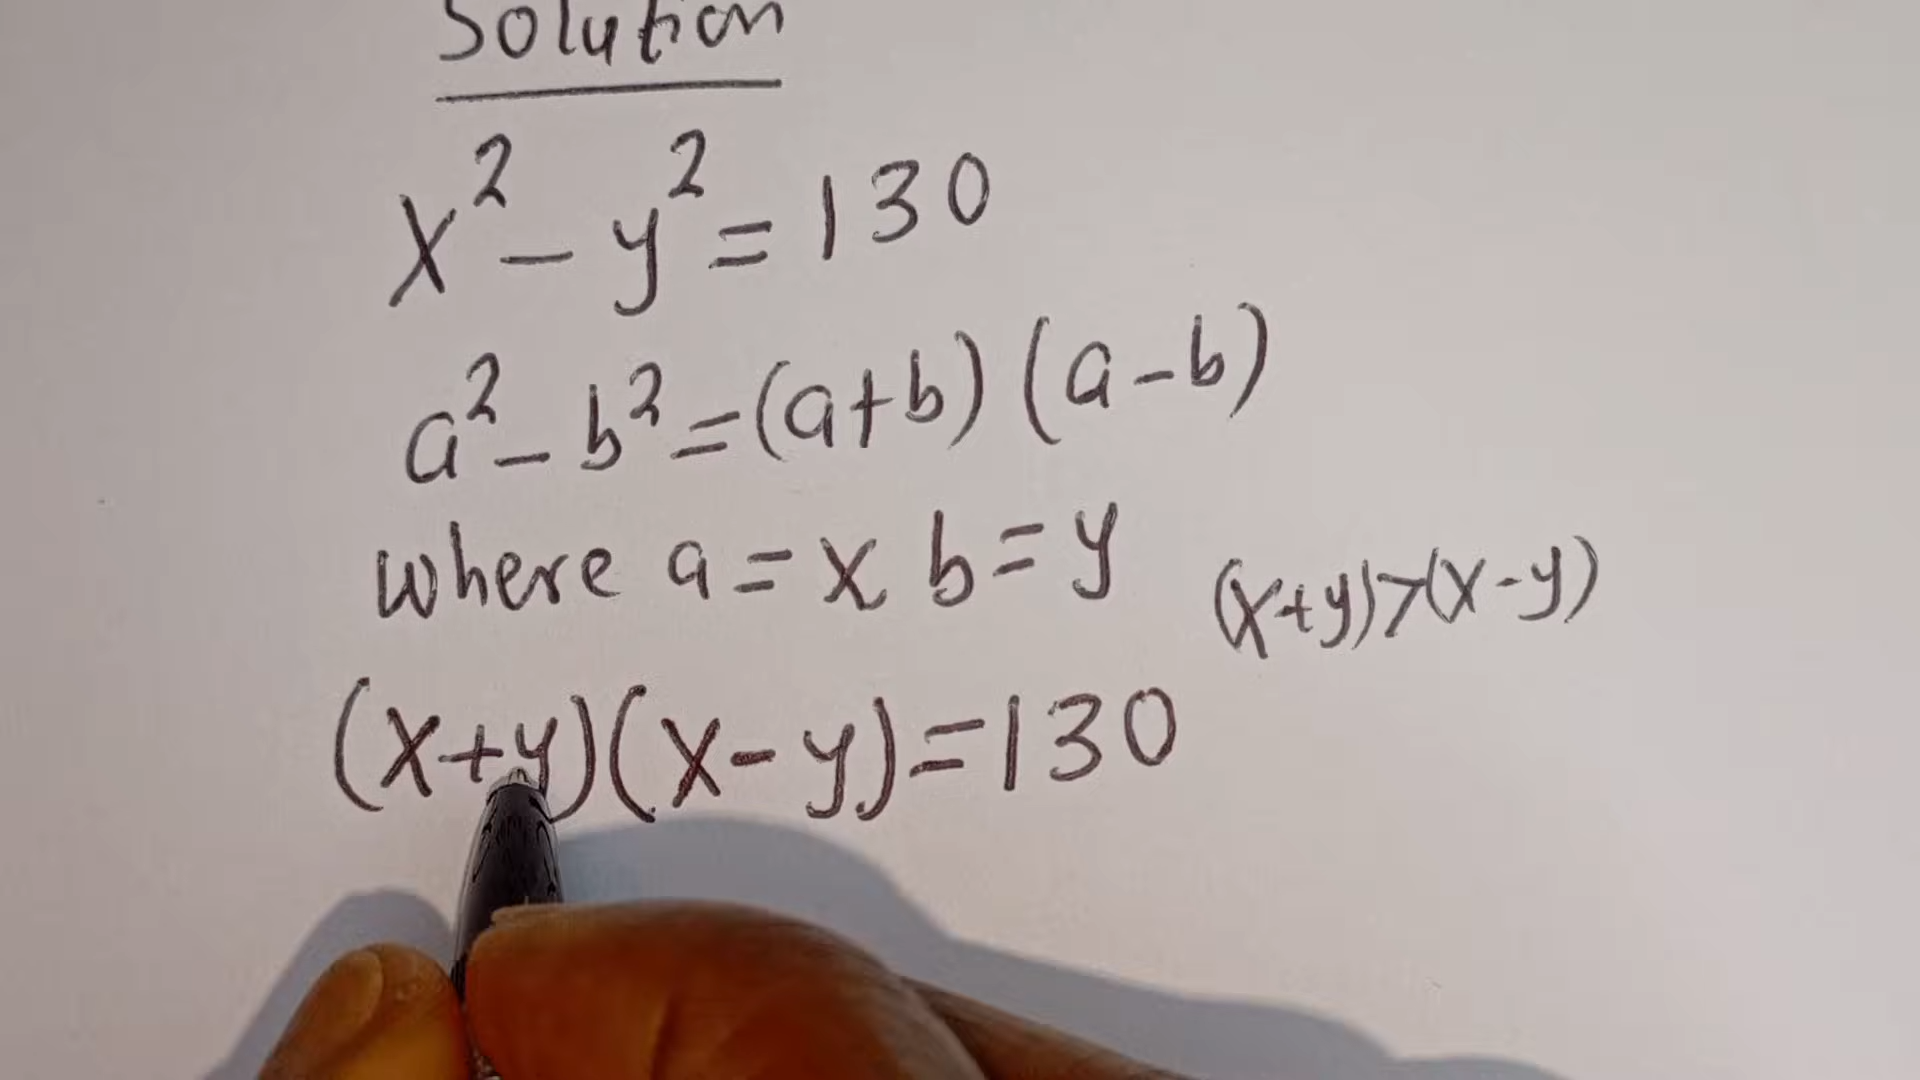 Solution
x² - y² = 130
a² - b² = (a+b) (a-b)
where a = x b = y
(x+y)>(x-y)
(x+y)(x-y) = 130